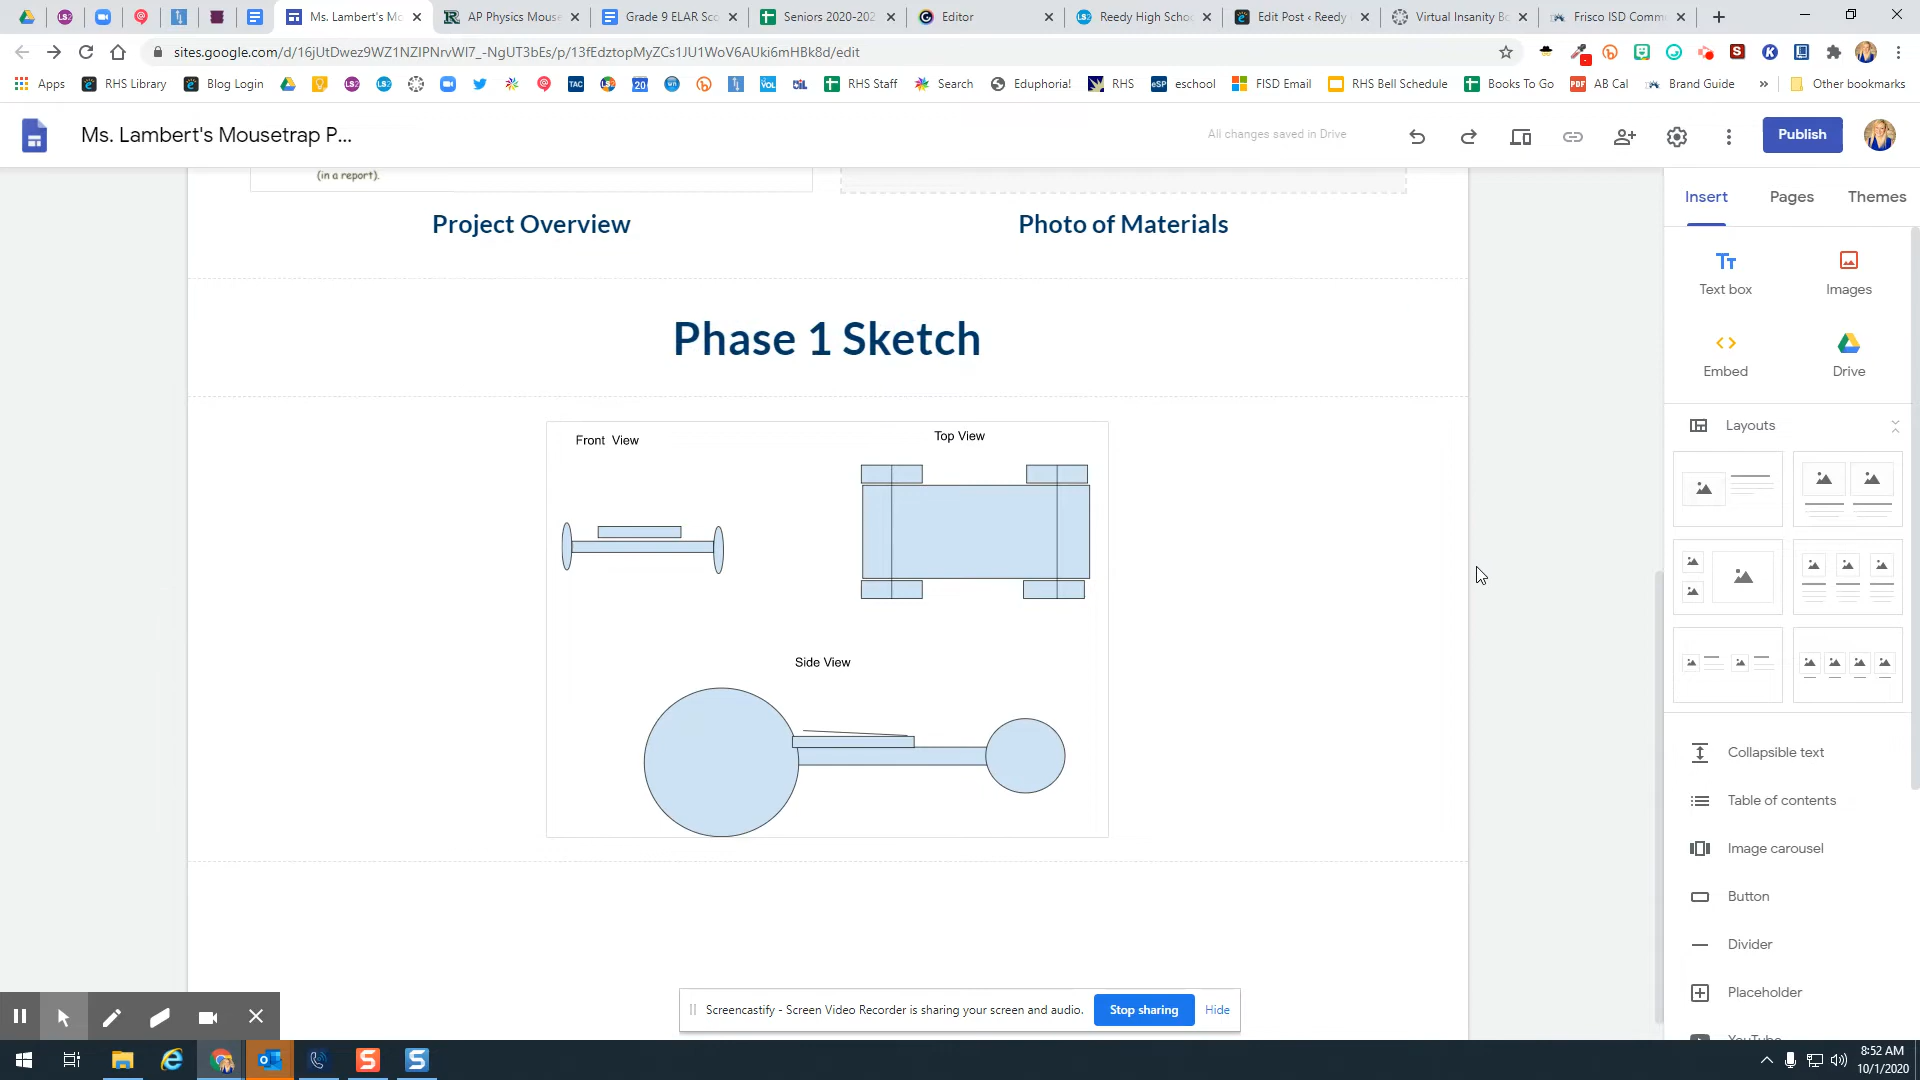 Ms. Lambert's Mo
AP Physics Mouse
Grade 9 ELAR Sco
Seniors 2020-202
Editor
Reedy High Schoo
Edit Post ‹ Reedy
Virtual Insanity Bo
Frisco ISD Comm
sites.google.com/d/16jUtDwez9WZ1NZIPNrvWI7_-NgUT3bEs/p/13fEdztopMyZCs1JU1WoV6AUki6mHBk8d/edit
Apps
RHS Library
Blog Login
RHS Staff
Search
Eduphoria!
RHS
eschool
FISD Email
RHS Bell Schedule
Books To Go
AB Cal
Brand Guide
»
Other bookmarks
Ms. Lambert's Mousetrap P...
All changes saved in Drive
Publish
(in a report).
Project Overview
Photo of Materials
Phase 1 Sketch
Front View
Top View
Side View
Insert
Pages
Themes
Text box
Images
Embed
Drive
Layouts
Collapsible text
Table of contents
Image carousel
Button
Divider
Placeholder
YouTube
Screencastify - Screen Video Recorder is sharing your screen and audio.
Stop sharing
Hide
8:52 AM
10/1/2020